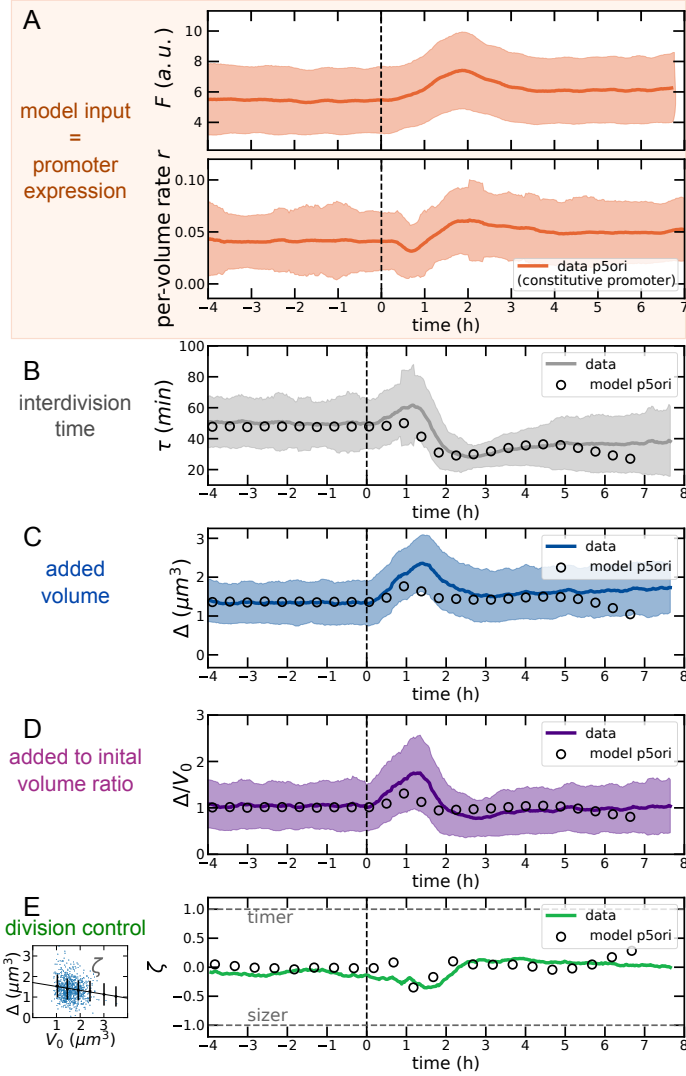 A
model input
=
promoter
expression
F (a. u.)
10
8
6
4
per-volume rate r
0.10
0.05
0.00
data p5ori
(constitutive promoter)
−4 −3 −2 −1 0 1 2 3 4 5 6 7
time (h)
B
interdivision
time
τ (min)
100
80
60
40
20
data
model p5ori
−4 −3 −2 −1 0 1 2 3 4 5 6 7 8
time (h)
C
added
volume
Δ (μm³)
3
2
1
0
data
model p5ori
−4 −3 −2 −1 0 1 2 3 4 5 6 7 8
time (h)
D
added to inital
volume ratio
Δ/V₀
3
2
1
0
data
model p5ori
−4 −3 −2 −1 0 1 2 3 4 5 6 7 8
time (h)
E
division control
Δ (μm³)
3
2
1
0
ζ
1 2 3
V₀ (μm³)
ζ
1.0
0.5
0.0
−0.5
−1.0
timer
sizer
data
model p5ori
−4 −3 −2 −1 0 1 2 3 4 5 6 7 8
time (h)